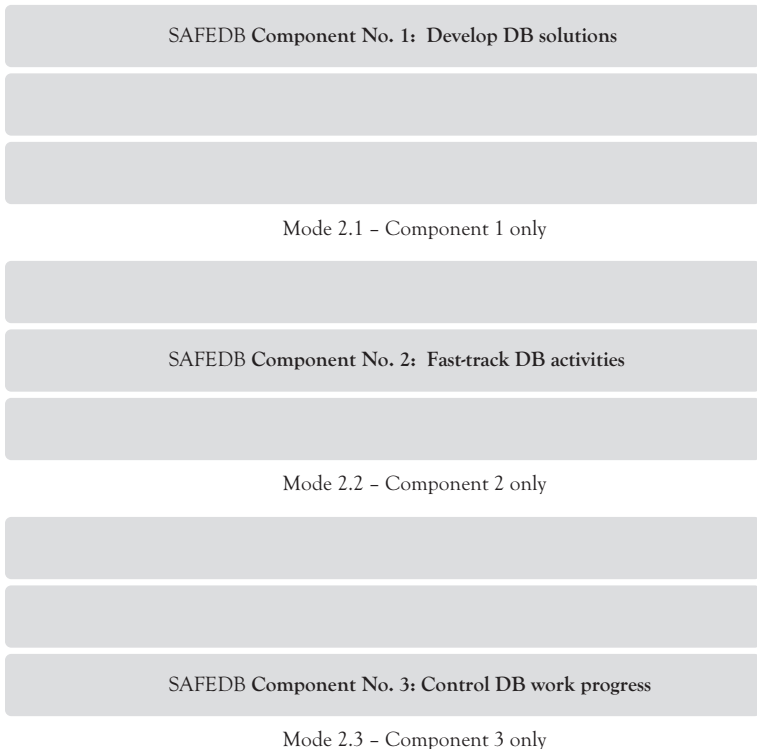 SAFEDB Component No. 1: Develop DB solutions
Mode 2.1 – Component 1 only
SAFEDB Component No. 2: Fast-track DB activities
Mode 2.2 – Component 2 only
SAFEDB Component No. 3: Control DB work progress
Mode 2.3 – Component 3 only